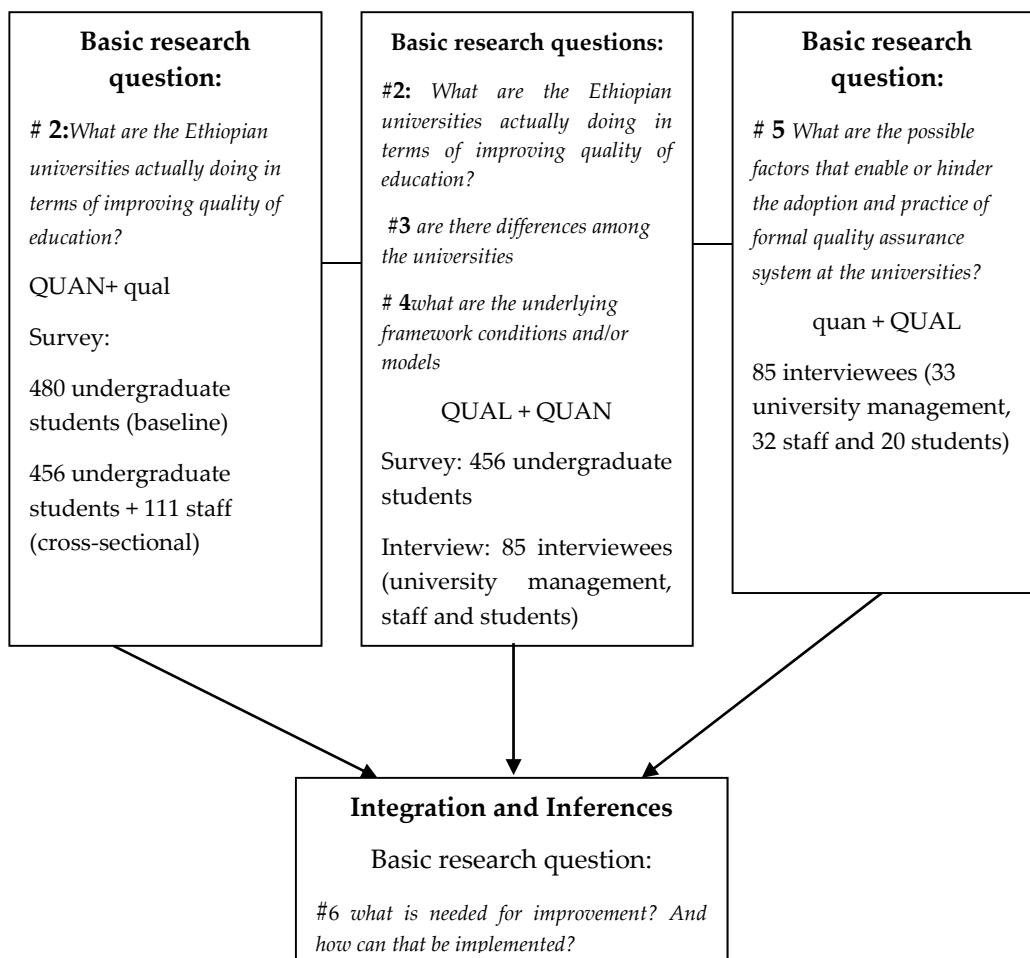 Basic research
question:
# 2:What are the Ethiopian
universities actually doing in
terms of improving quality of
education?
QUAN+ qual
Survey:
480 undergraduate
students (baseline)
456 undergraduate
students + 111 staff
(cross-sectional)
Basic research questions:
#2: What are the Ethiopian
universities actually doing in
terms of improving quality of
education?
#3 are there differences among
the universities
# 4what are the underlying
framework conditions and/or
models
QUAL + QUAN
Survey: 456 undergraduate
students
Interview: 85 interviewees
(university management,
staff and students)
Basic research
question:
# 5 What are the possible
factors that enable or hinder
the adoption and practice of
formal quality assurance
system at the universities?
quan + QUAL
85 interviewees (33
university management,
32 staff and 20 students)
Integration and Inferences
Basic research question:
#6 what is needed for improvement? And
how can that be implemented?